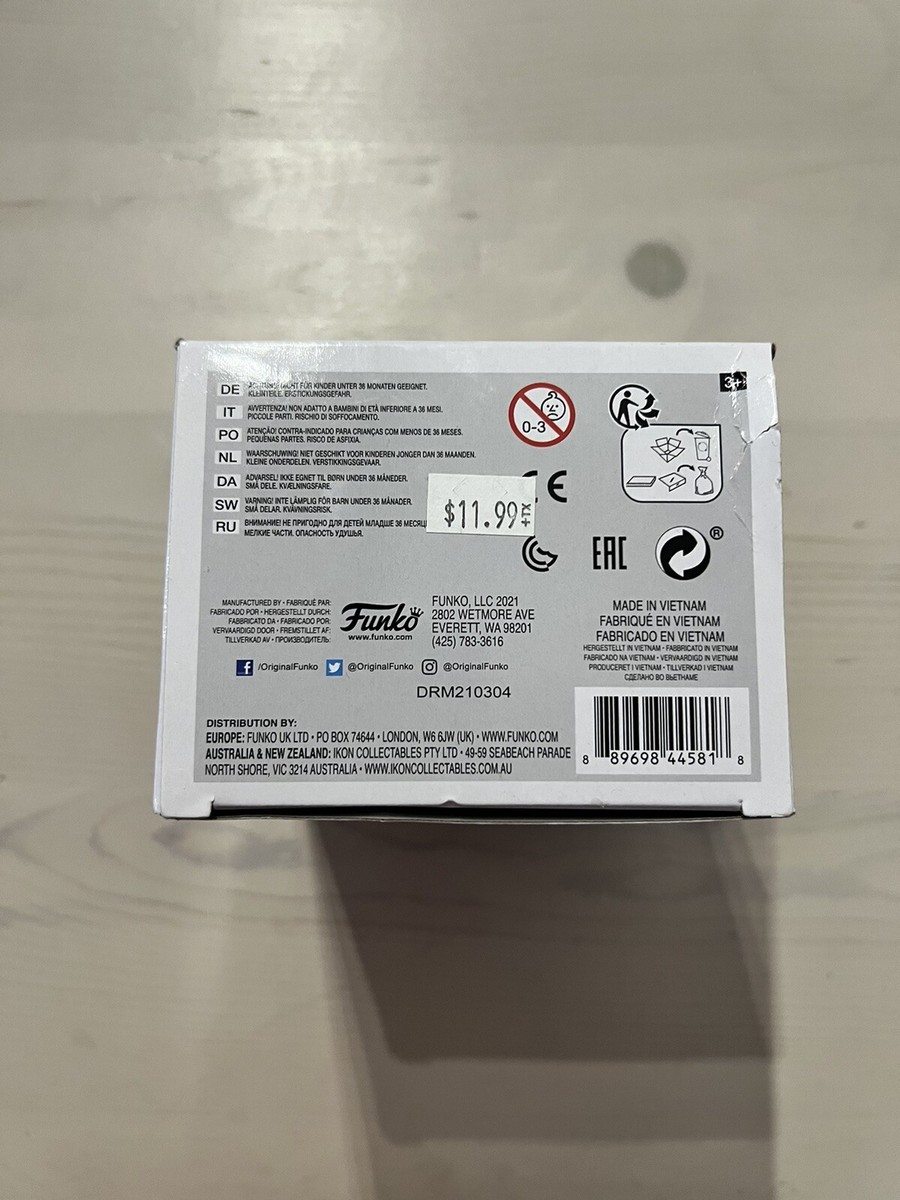 3+
DE ACHTUNG! NICHT FÜR KINDER UNTER 36 MONATEN GEEIGNET.
KLEINTEILE. ERSTICKUNGSGEFAHR.
IT AVVERTENZA! NON ADATTO A BAMBINI DI ETÀ INFERIORE A 36 MESI.
PICCOLE PARTI. RISCHIO DI SOFFOCAMENTO.
PO ATENÇÃO! CONTRA-INDICADO PARA CRIANÇAS COM MENOS DE 36 MESES.
PEQUENAS PARTES. RISCO DE ASFIXIA.
NL WAARSCHUWING! NIET GESCHIKT VOOR KINDEREN JONGER DAN 36 MAANDEN.
KLEINE ONDERDELEN. VERSTIKKINGSGEVAAR.
DA ADVARSEL! IKKE EGNET TIL BØRN UNDER 36 MÅNEDER.
SMÅ DELE. KVÆLNINGSFARE.
SW VARNING! INTE LÄMPLIG FÖR BARN UNDER 36 MÅNADER.
SMÅ DELAR. KVÄVNINGSRISK.
RU ВНИМАНИЕ! НЕ ПРИГОДНО ДЛЯ ДЕТЕЙ МЛАДШЕ 36 МЕСЯЦ
МЕЛКИЕ ЧАСТИ. ОПАСНОСТЬ УДУШЬЯ.
0-3
CE
$11.99 +TX
EAC
®
MANUFACTURED BY • FABRIQUÉ PAR:
FABRICADO POR • HERGESTELLT DURCH:
FABBRICATO DA • FABRICADO POR:
VERVAARDIGD DOOR • FREMSTILLET AF:
TILLVERKAD AV • ПРОИЗВОДИТЕЛЬ:
Funko
www.funko.com
FUNKO, LLC 2021
2802 WETMORE AVE
EVERETT, WA 98201
(425) 783-3616
MADE IN VIETNAM
FABRIQUÉ EN VIETNAM
FABRICADO EN VIETNAM
HERGESTELLT IN VIETNAM • FABBRICATO IN VIETNAM
FABRICADO NA VIETNAM • VERVAARDIGD IN VIETNAM
PRODUCERET I VIETNAM • TILLVERKAD I VIETNAM
СДЕЛАНО ВО ВЬЕТНАМЕ
f /OriginalFunko @OriginalFunko @OriginalFunko
DRM210304
DISTRIBUTION BY:
EUROPE: FUNKO UK LTD • PO BOX 74644 • LONDON, W6 6JW (UK) • WWW.FUNKO.COM
AUSTRALIA & NEW ZEALAND: IKON COLLECTABLES PTY LTD • 49-59 SEABEACH PARADE
NORTH SHORE, VIC 3214 AUSTRALIA • WWW.IKONCOLLECTABLES.COM.AU
8 89698 44581 8